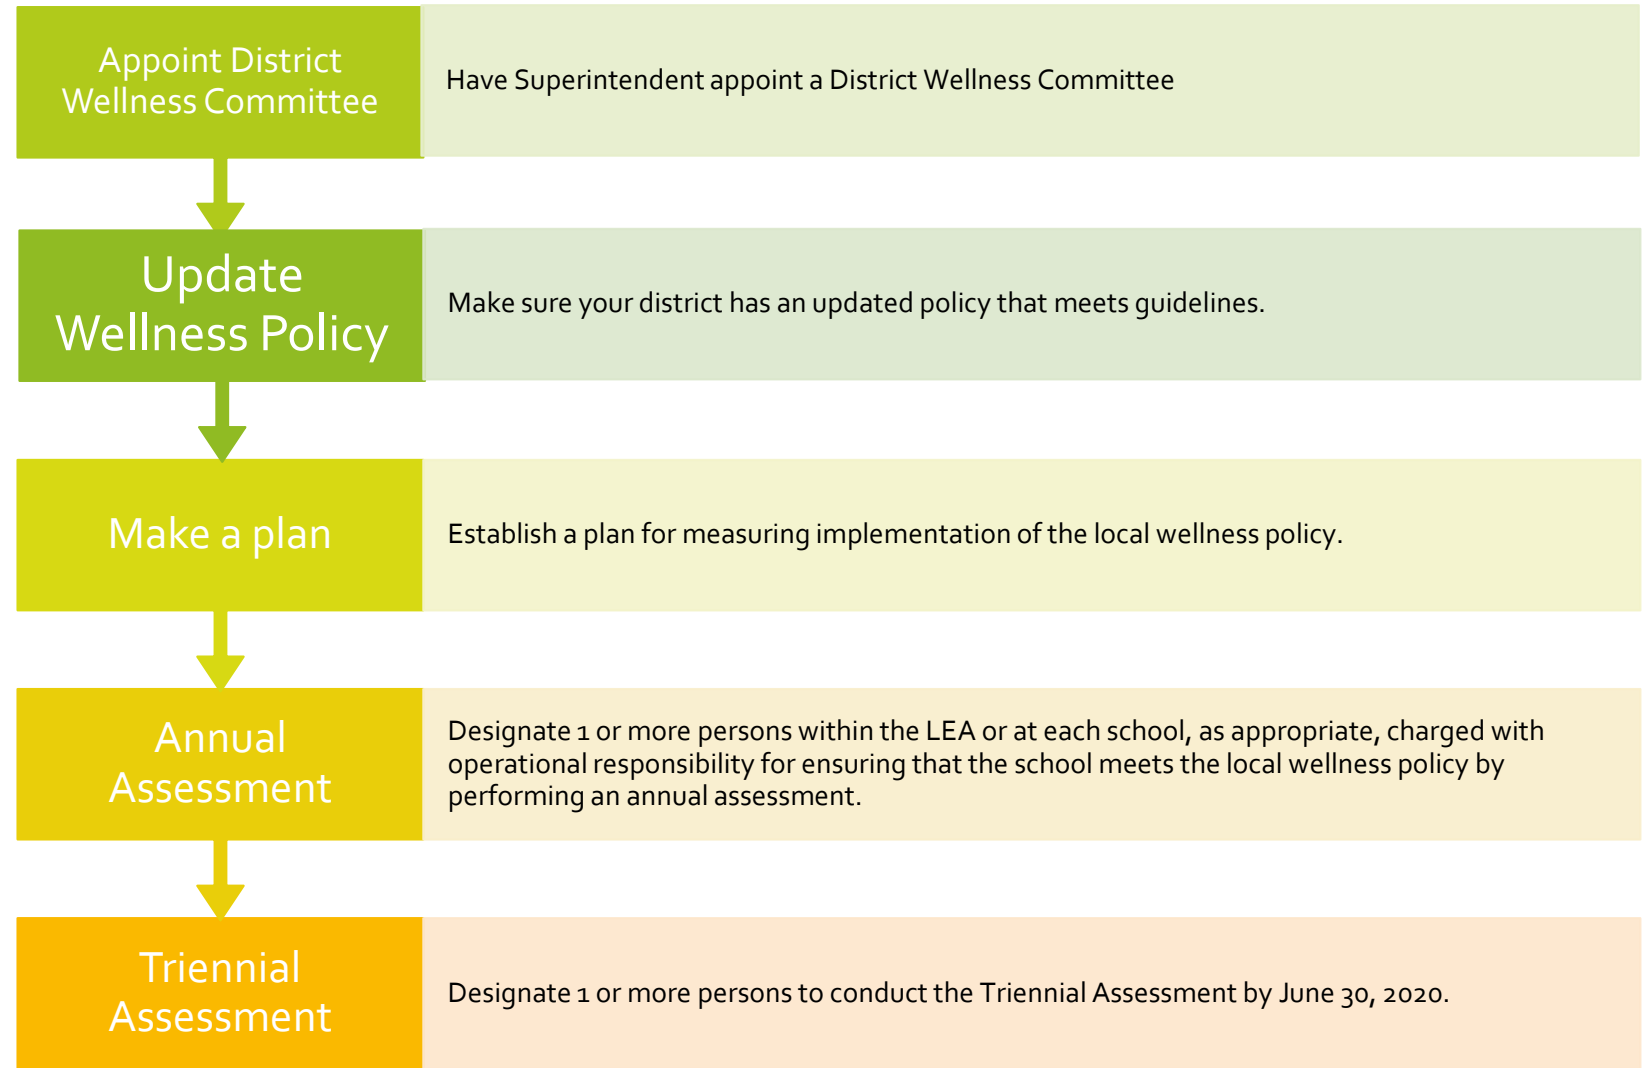 Appoint District
Wellness Committee
Have Superintendent appoint a District Wellness Committee
Update
Wellness Policy
Make sure your district has an updated policy that meets guidelines.
Make a plan
Establish a plan for measuring implementation of the local wellness policy.
Annual
Assessment
Designate 1 or more persons within the LEA or at each school, as appropriate, charged with
operational responsibility for ensuring that the school meets the local wellness policy by
performing an annual assessment.
Triennial
Assessment
Designate 1 or more persons to conduct the Triennial Assessment by June 30, 2020.